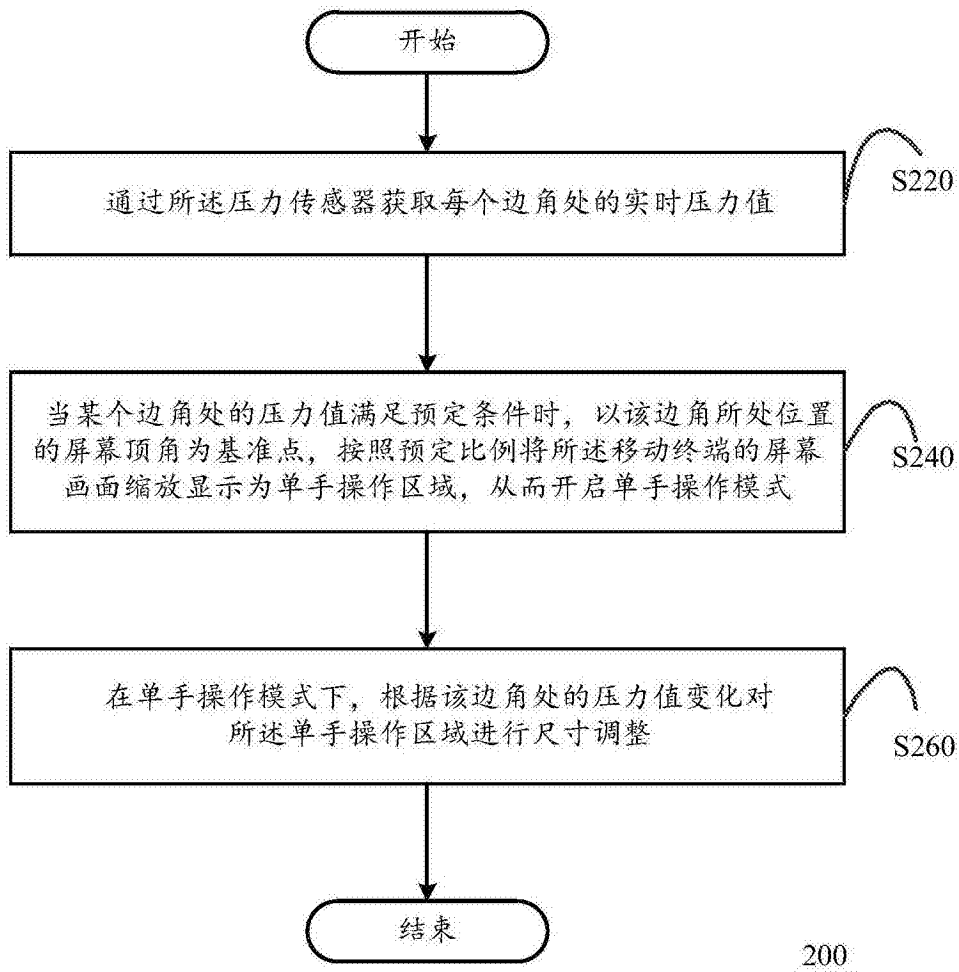 开始
通过所述压力传感器获取每个边角处的实时压力值
S220
当某个边角处的压力值满足预定条件时，以该边角所处位置
的屏幕顶角为基准点，按照预定比例将所述移动终端的屏幕
画面缩放显示为单手操作区域，从而开启单手操作模式
S240
在单手操作模式下，根据该边角处的压力值变化对
所述单手操作区域进行尺寸调整
S260
结束
200